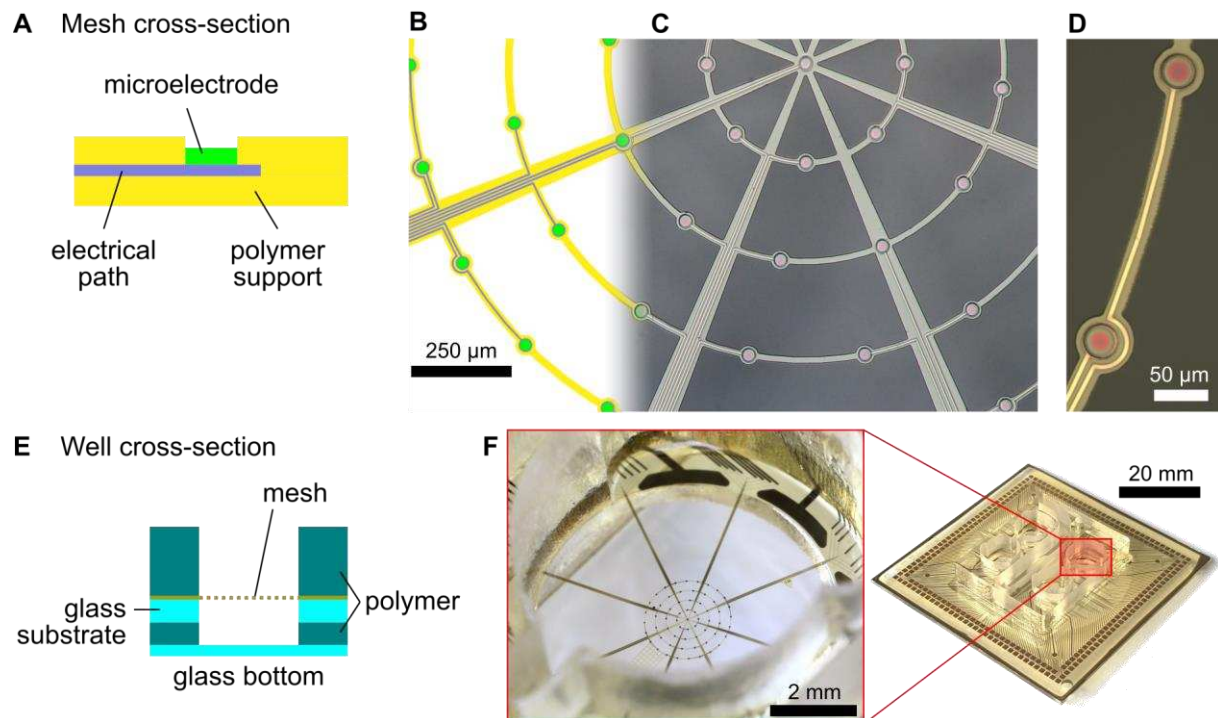 A Mesh cross-section
microelectrode
electrical
path
polymer
support
B
250 µm
C
D
50 µm
E Well cross-section
mesh
glass
substrate
polymer
glass bottom
F
2 mm
20 mm